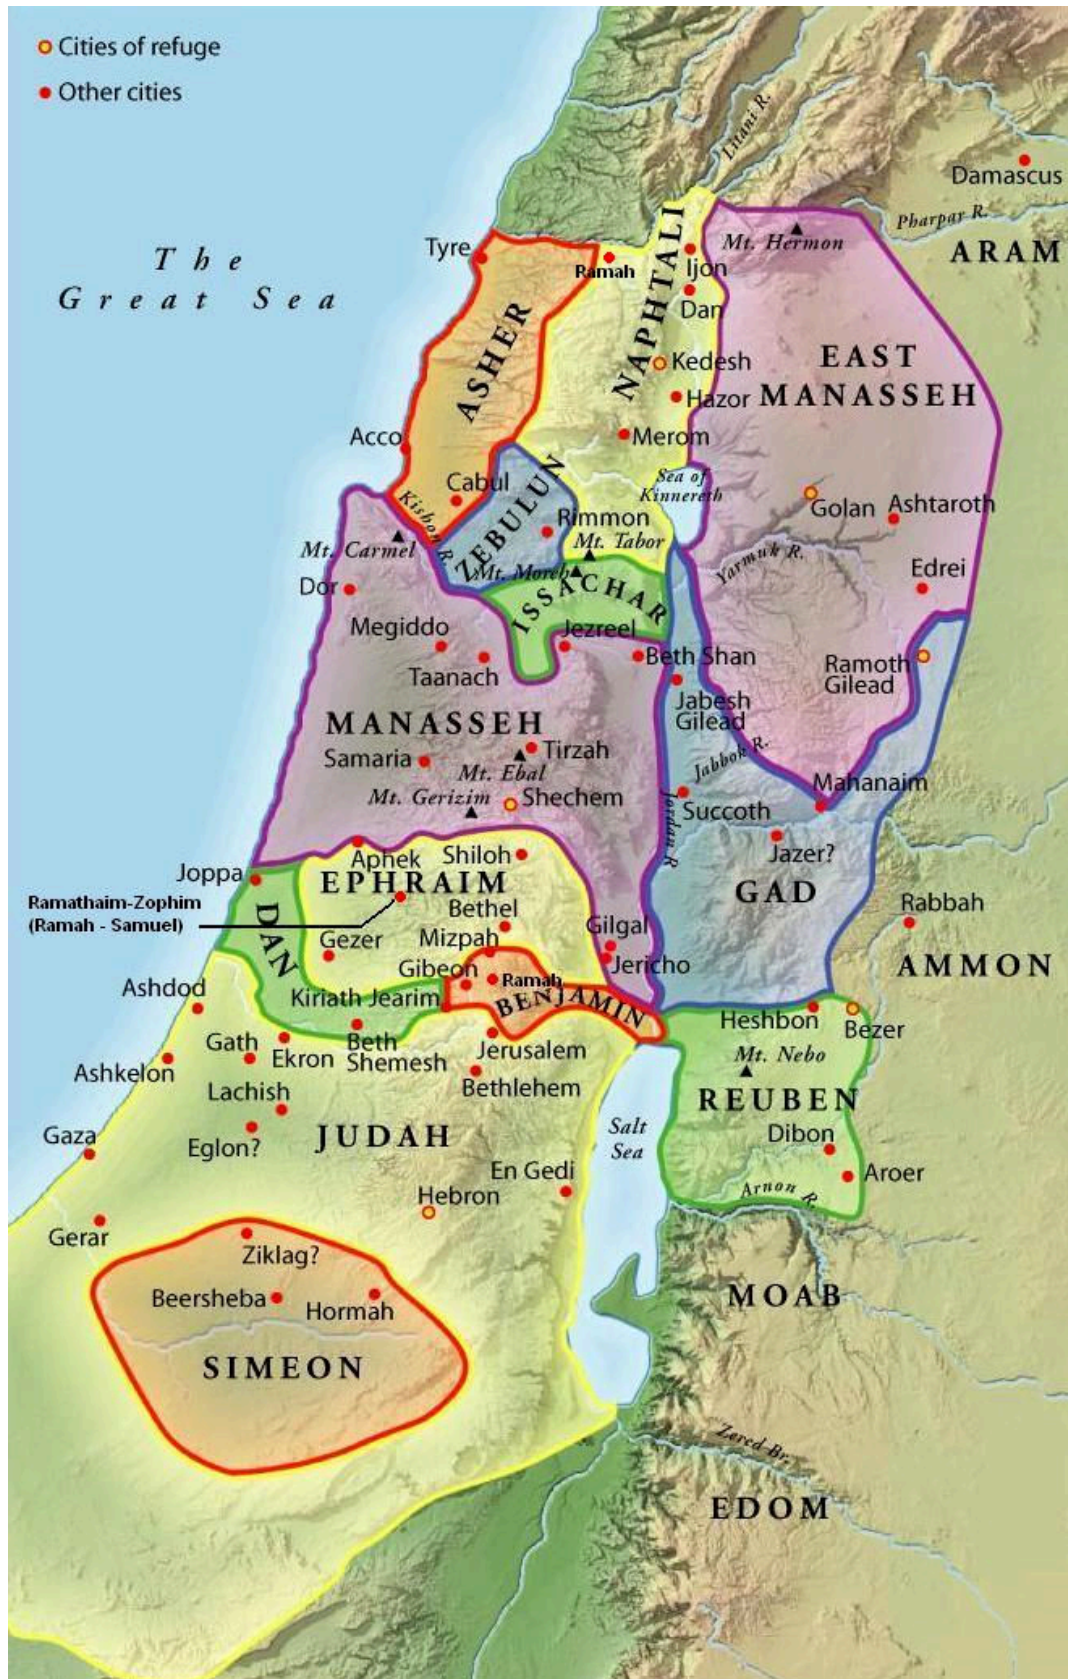 Cities of refuge
Other cities
Litani R.
Damascus
Pharpar R.
ARAM
The
Great Sea
Tyre
Ramah
NAPHTALI
Ijon
Mt. Hermon
Dan
ASHER
EAST
MANASSEH
Kedesh
Hazor
Acco
Merom
Cabul
Sea of
Kinnereth
Golan
Ashtaroth
Kishon R.
ZEBULUN
Rimmon
Mt. Carmel
Mt. Tabor
Mt. Moreh
Yarmuk R.
Edrei
Dor
ISSACHAR
Megiddo
Jezreel
Taanach
Beth Shan
Ramoth
Gilead
Jabesh
Gilead
MANASSEH
Samaria
Tirzah
Mt. Ebal
Jabbok R.
Mt. Gerizim
Shechem
Mahanaim
Succoth
Jordan R
Aphek
Shiloh
Jazer?
Joppa
EPHRAIM
GAD
Ramathaim-Zophim
(Ramah - Samuel)
Bethel
Rabbah
DAN
Mizpah
Gilgal
Gezer
Gibeon
Ramah
Jericho
AMMON
Ashdod
Kiriath Jearim
BENJAMIN
Heshbon
Bezer
Gath
Ekron
Beth
Shemesh
Jerusalem
Mt. Nebo
Ashkelon
Bethlehem
Lachish
REUBEN
Gaza
Eglon?
JUDAH
Salt
Sea
Dibon
En Gedi
Aroer
Hebron
Arnon R.
Gerar
Ziklag?
Beersheba
Hormah
MOAB
SIMEON
Zered Br.
EDOM